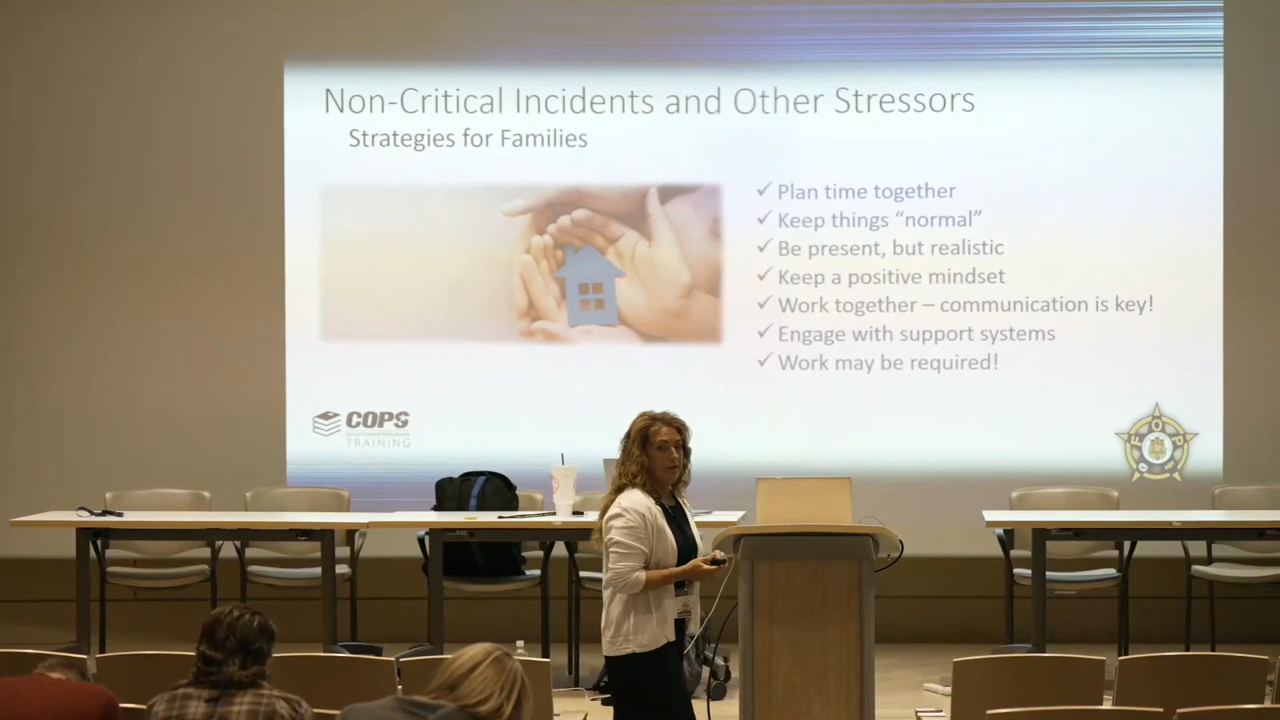 Non-Critical Incidents and Other Stressors
Strategies for Families
✓ Plan time together
✓ Keep things “normal”
✓ Be present, but realistic
✓ Keep a positive mindset
✓ Work together – communication is key!
✓ Engage with support systems
✓ Work may be required!
COPS
TRAINING
FOP